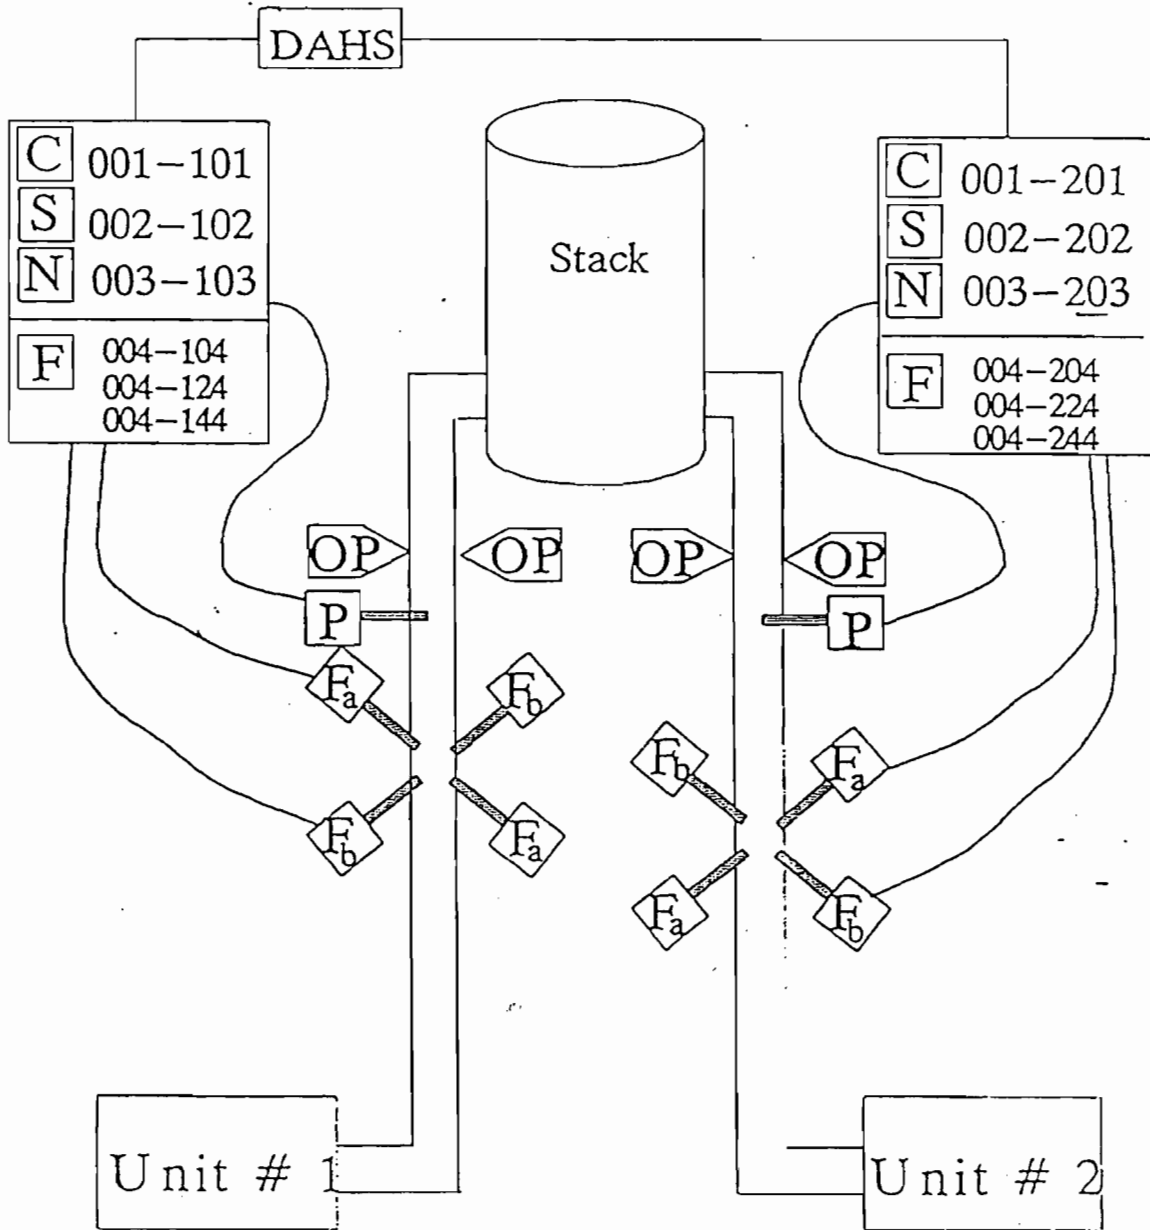 DAHS
C 001-101
S 002-102
N 003-103
F 004-104
004-124
004-144
Stack
C 001-201
S 002-202
N 003-203
F 004-204
004-224
004-244
OP OP OP OP
P P
Fa Fb
Fb Fa
Fb Fa
Fa Fb
Unit # 1
Unit # 2